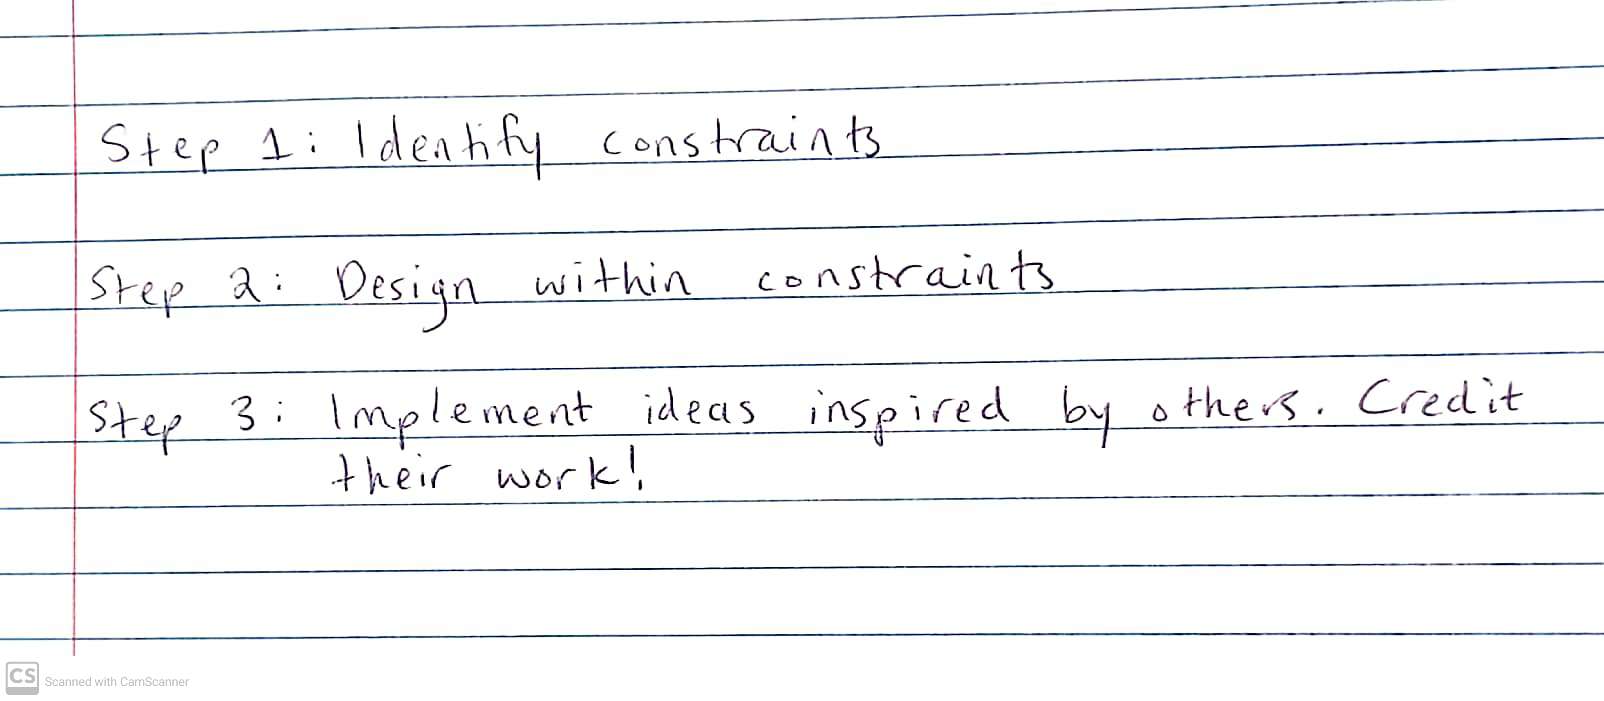 Step 1: Identify constraints
Step 2: Design within constraints
Step 3: Implement ideas inspired by others. Credit
their work!
CS Scanned with CamScanner